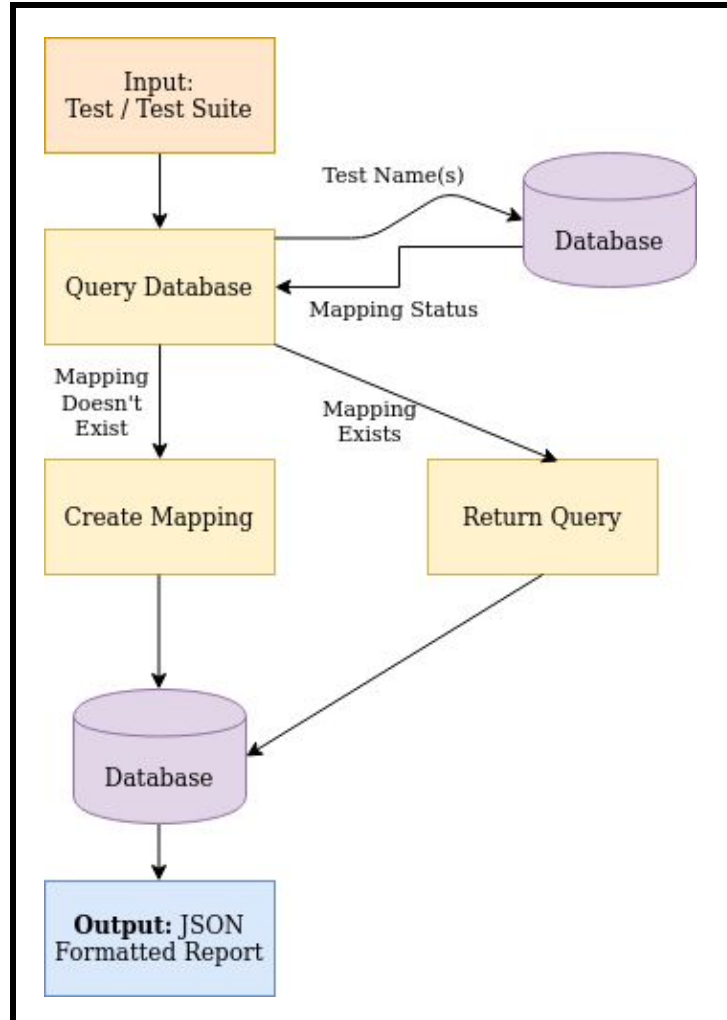 Input:
Test / Test Suite
Test Name(s)
Database
Query Database
Mapping Status
Mapping
Doesn't
Exist
Mapping
Exists
Create Mapping
Return Query
Database
Output: JSON
Formatted Report